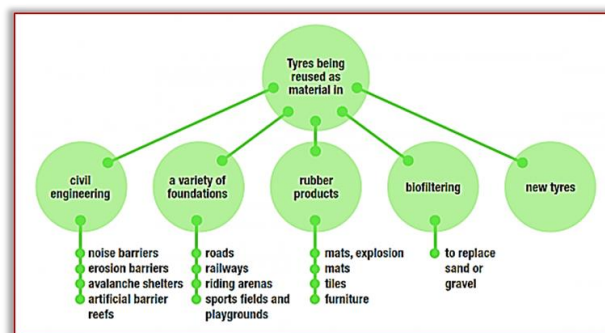 Tyres being
reused as
material in
civil
engineering
a variety of
foundations
rubber
products
biofiltering
new tyres
noise barriers
erosion barriers
avalanche shelters
artificial barrier
reefs
roads
railways
riding arenas
sports fields and
playgrounds
mats, explosion
mats
tiles
furniture
to replace
sand or
gravel